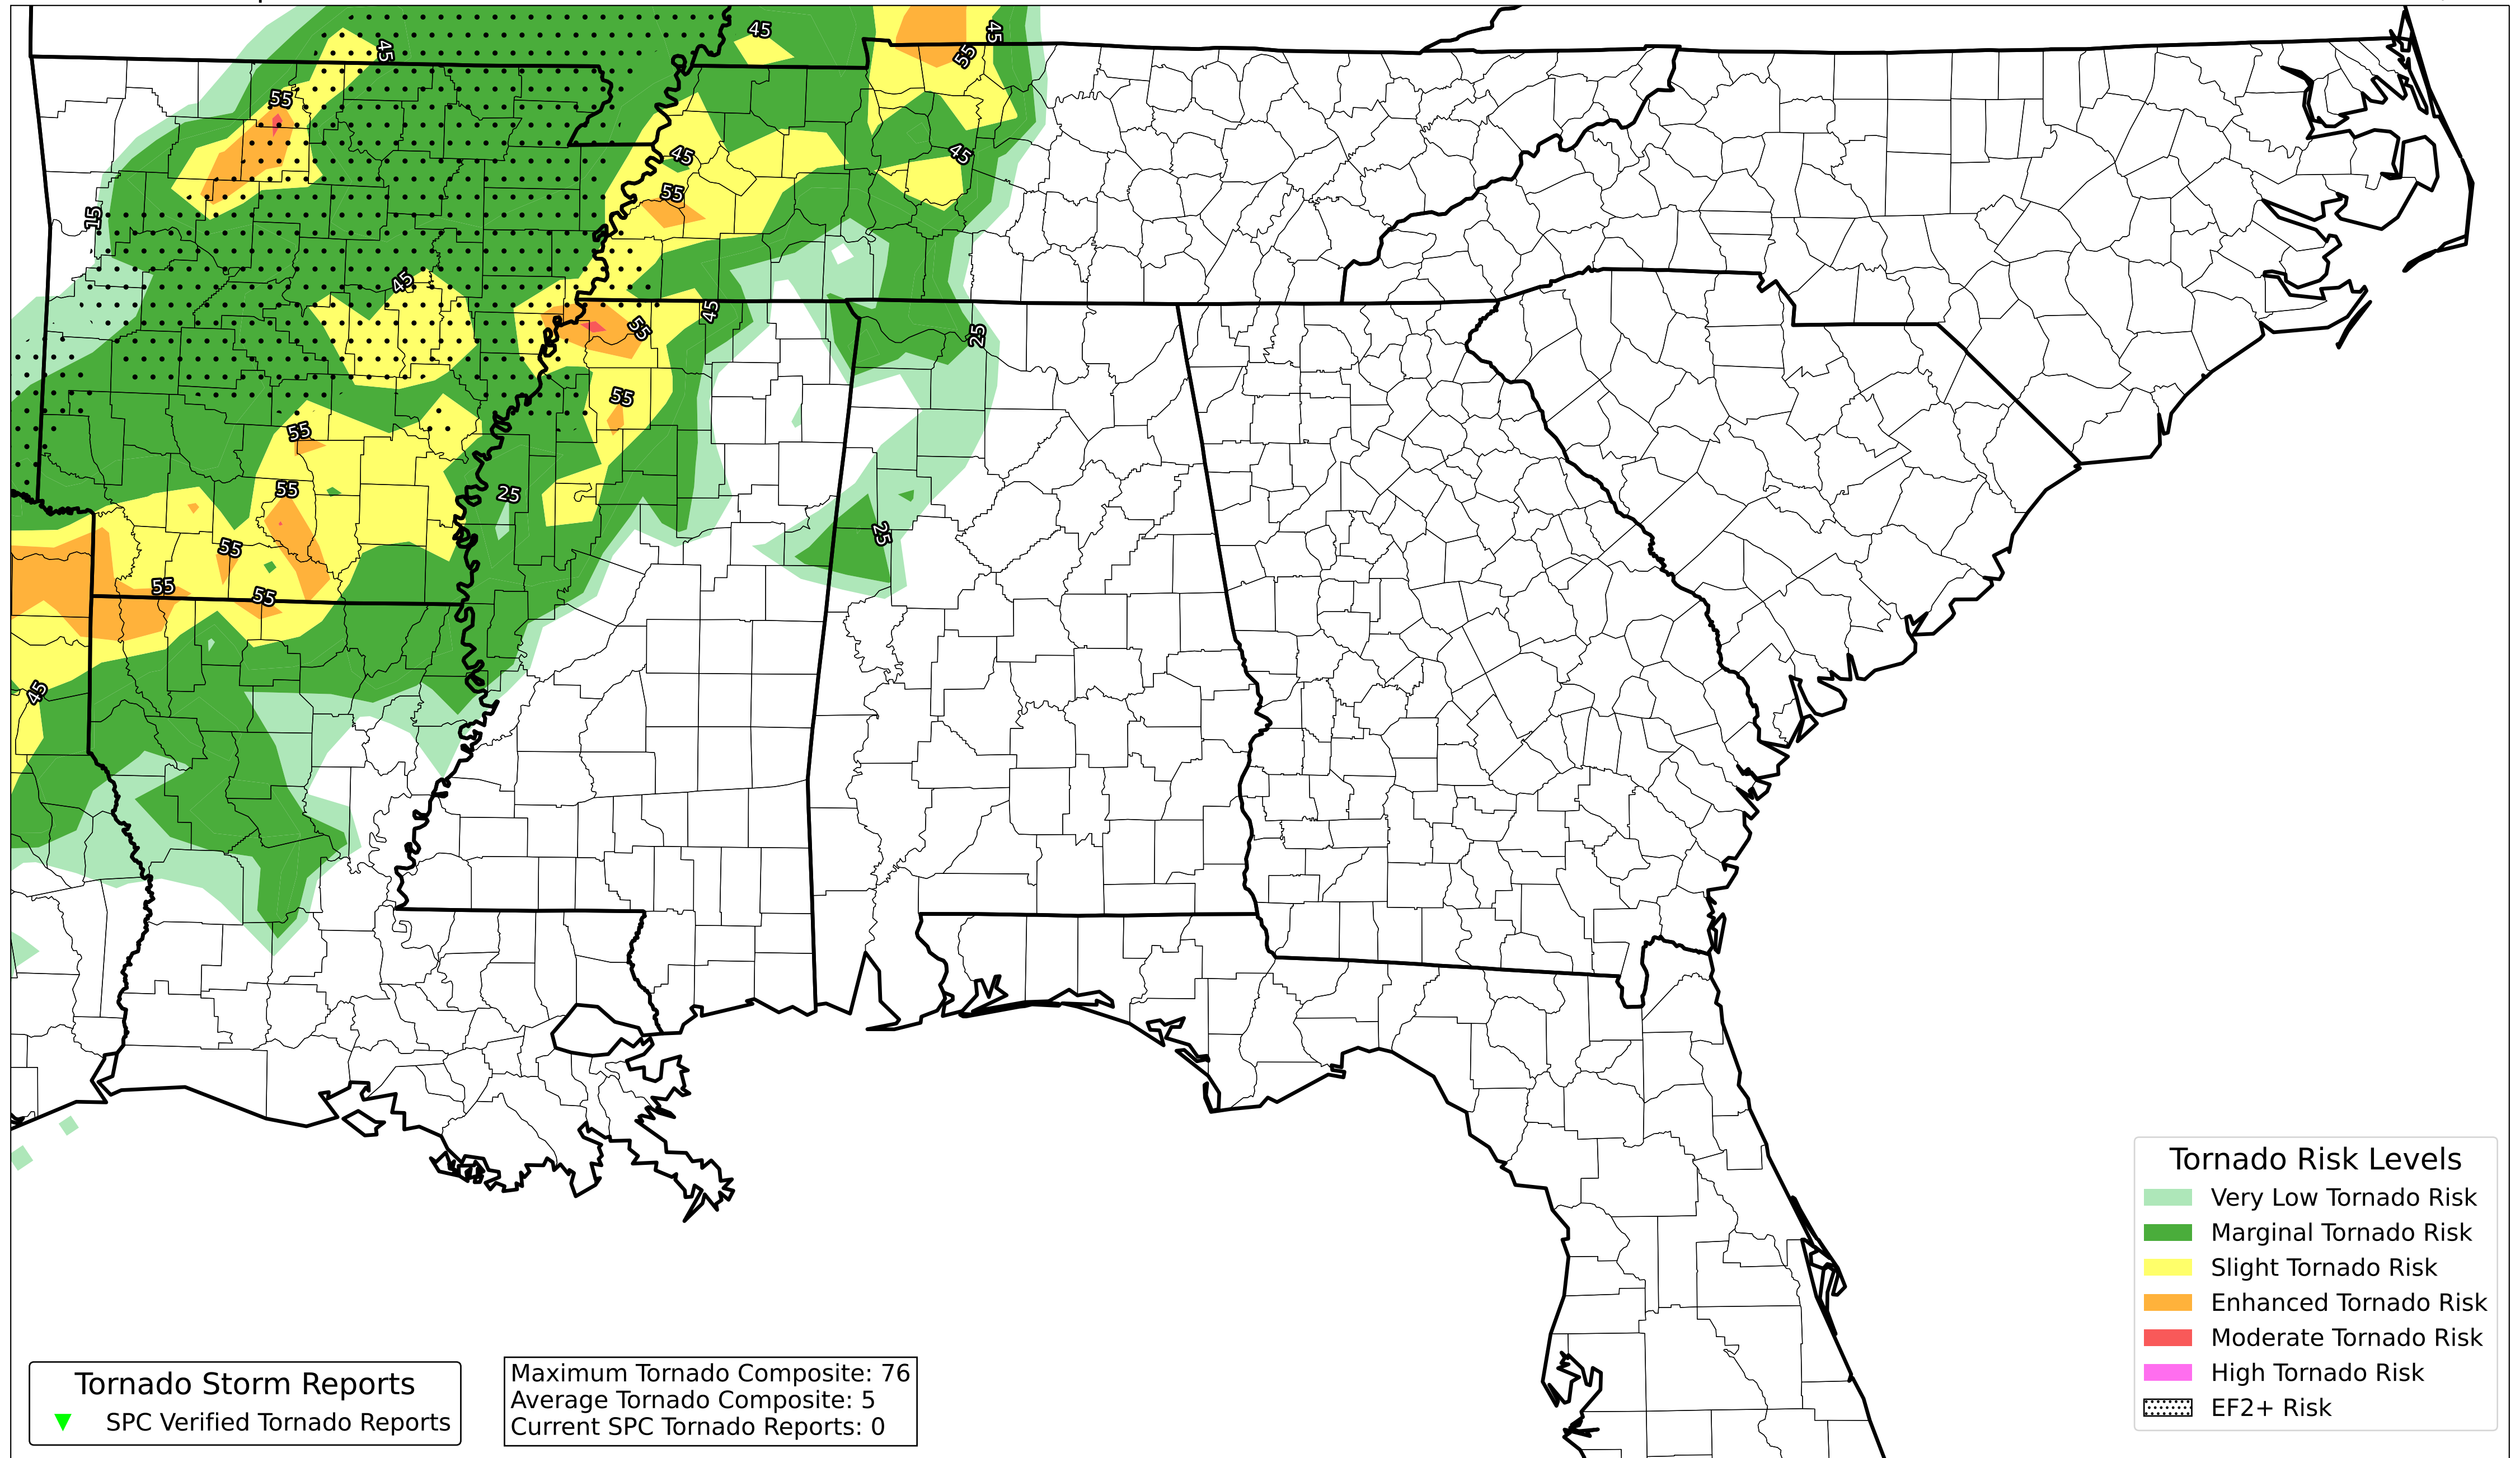 45
45
45
55
55
45
45
55
15
45
45
55
25
55
55
55
25
25
55
55
55
45
Tornado Risk Levels
Very Low Tornado Risk
Marginal Tornado Risk
Slight Tornado Risk
Enhanced Tornado Risk
Moderate Tornado Risk
High Tornado Risk
EF2+ Risk
Tornado Storm Reports
SPC Verified Tornado Reports
Maximum Tornado Composite: 76
Average Tornado Composite: 5
Current SPC Tornado Reports: 0